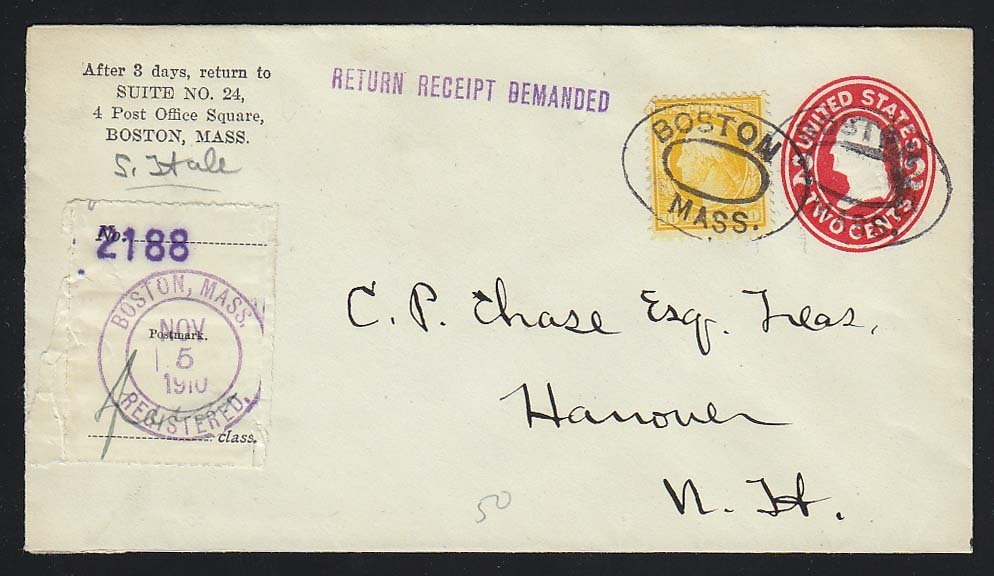 After 3 days, return to
SUITE NO. 24,
4 Post Office Square,
BOSTON, MASS.
S. Hale
RETURN RECEIPT DEMANDED
BOSTON
MASS.
UNITED STATES
TWO CENTS
No.
2188
BOSTON, MASS.
NOV
Postmark.
5
1910
REGISTERED.
class.
C. P. Chase Esq. Treas,
Hanover
N. H.
50